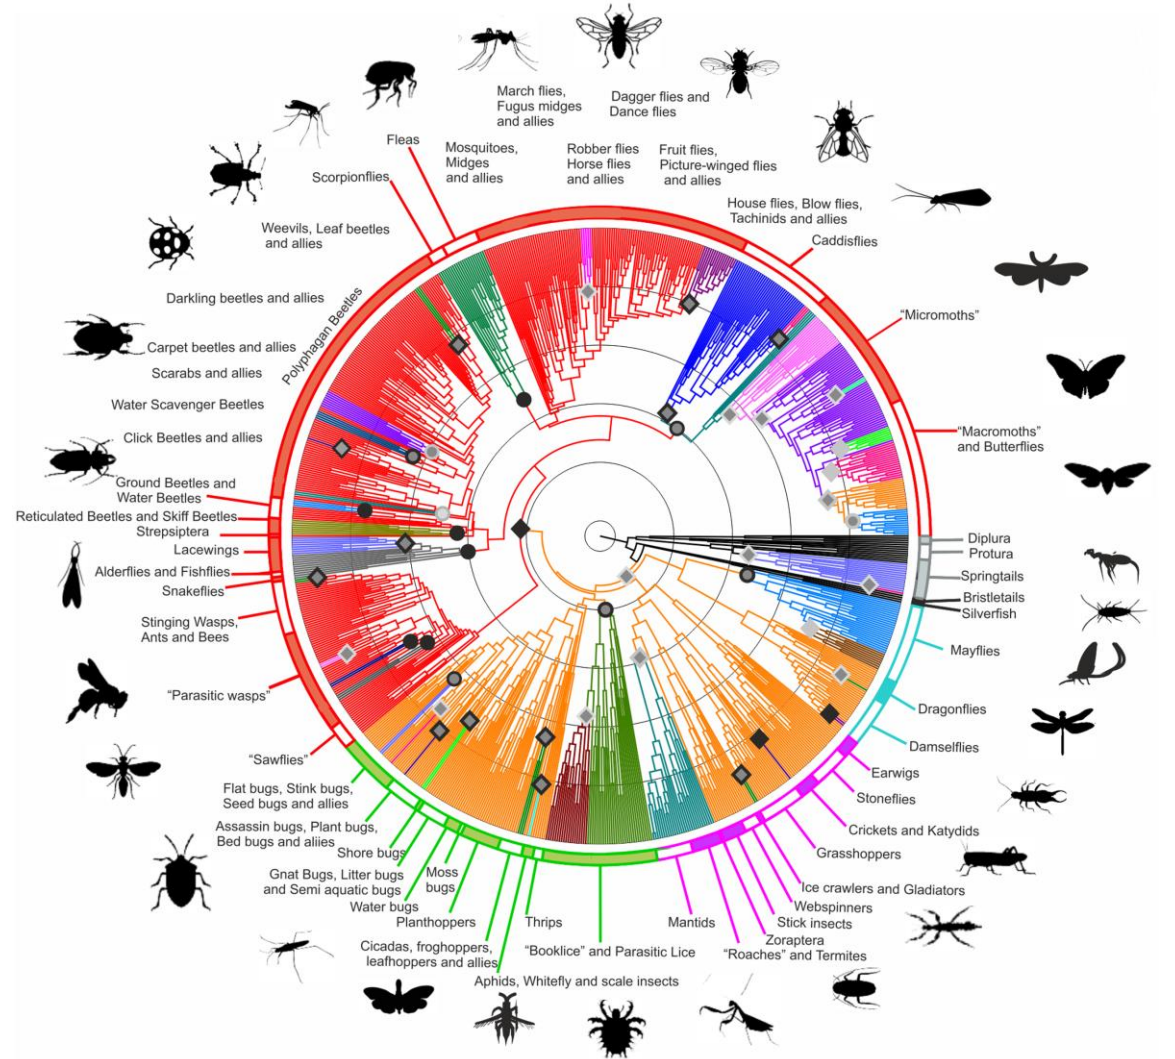 March flies,
Fugus midges
and allies
Dagger flies and
Dance flies
Fleas
Mosquitoes,
Midges
and allies
Robber flies
Horse flies
and allies
Fruit flies,
Picture-winged flies
and allies
Scorpionflies
House flies, Blow flies,
Tachinids and allies
Weevils, Leaf beetles
and allies
Caddisflies
Darkling beetles and allies
Polyphagan Beetles
"Micromoths"
Carpet beetles and allies
Scarabs and allies
Water Scavenger Beetles
Click Beetles and allies
"Macromoths"
and Butterflies
Ground Beetles and
Water Beetles
Reticulated Beetles and Skiff Beetles
Strepsiptera
Lacewings
Alderflies and Fishflies
Snakeflies
Diplura
Protura
Springtails
Bristletails
Silverfish
Stinging Wasps,
Ants and Bees
Mayflies
"Parasitic wasps"
Dragonflies
Damselflies
"Sawflies"
Earwigs
Stoneflies
Flat bugs, Stink bugs,
Seed bugs and allies
Crickets and Katydids
Assassin bugs, Plant bugs,
Bed bugs and aliies
Grasshoppers
Shore bugs
Gnat Bugs, Litter bugs
and Semi aquatic bugs
Moss
bugs
Ice crawlers and Gladiators
Water bugs
Webspinners
Planthoppers
Thrips
Mantids
Stick insects
Zoraptera
Cicadas, froghoppers,
leafhoppers and allies
"Booklice" and Parasitic Lice
"Roaches" and Termites
Aphids, Whitefly and scale insects